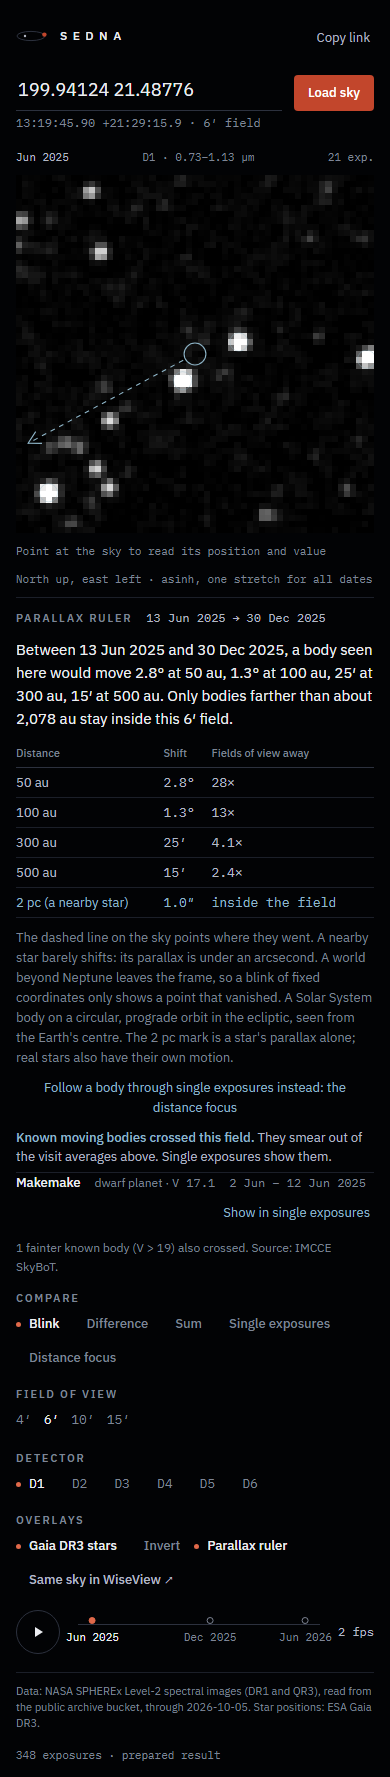 SEDNA
Copy link
199.94124 21.48776
Load sky
13:19:45.90 +21:29:15.9 · 6′ field
Jun 2025
D1 · 0.73–1.13 µm
21 exp.
Point at the sky to read its position and value
North up, east left · asinh, one stretch for all dates
PARALLAX RULER 13 Jun 2025 → 30 Dec 2025
Between 13 Jun 2025 and 30 Dec 2025, a body seen
here would move 2.8° at 50 au, 1.3° at 100 au, 25′ at
300 au, 15′ at 500 au. Only bodies farther than about
2,078 au stay inside this 6′ field.
Distance Shift Fields of view away
50 au 2.8° 28×
100 au 1.3° 13×
300 au 25′ 4.1×
500 au 15′ 2.4×
2 pc (a nearby star) 1.0″ inside the field
The dashed line on the sky points where they went. A nearby
star barely shifts: its parallax is under an arcsecond. A world
beyond Neptune leaves the frame, so a blink of fixed
coordinates only shows a point that vanished. A Solar System
body on a circular, prograde orbit in the ecliptic, seen from
the Earth's centre. The 2 pc mark is a star's parallax alone;
real stars also have their own motion.
Follow a body through single exposures instead: the
distance focus
Known moving bodies crossed this field. They smear out of
the visit averages above. Single exposures show them.
Makemake dwarf planet · V 17.1 2 Jun – 12 Jun 2025
Show in single exposures
1 fainter known body (V > 19) also crossed. Source: IMCCE
SkyBoT.
COMPARE
Blink Difference Sum Single exposures
Distance focus
FIELD OF VIEW
4′ 6′ 10′ 15′
DETECTOR
D1 D2 D3 D4 D5 D6
OVERLAYS
Gaia DR3 stars Invert Parallax ruler
Same sky in WiseView ↗
Jun 2025 Dec 2025 Jun 2026 2 fps
Data: NASA SPHEREx Level-2 spectral images (DR1 and QR3), read from
the public archive bucket, through 2026-10-05. Star positions: ESA Gaia
DR3.
348 exposures · prepared result